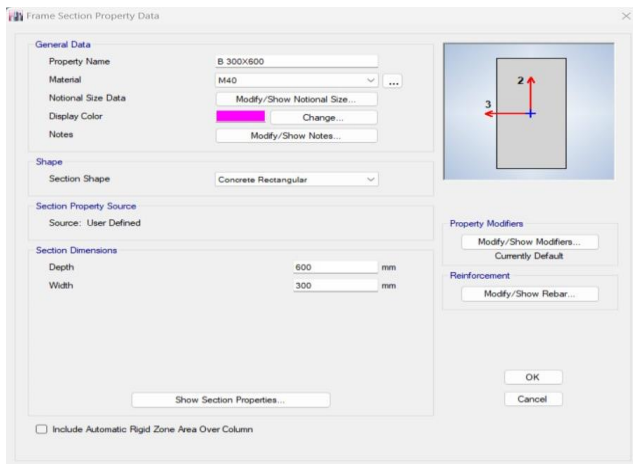 Frame Section Property Data
General Data
Property Name B 300X600
Material M40 ...
Notional Size Data Modify/Show Notional Size...
Display Color Change...
Notes Modify/Show Notes...
Shape
Section Shape Concrete Rectangular
Section Property Source
Source: User Defined
Section Dimensions
Depth 600 mm
Width 300 mm
Show Section Properties...
Include Automatic Rigid Zone Area Over Column
2
3
Property Modifiers
Modify/Show Modifiers...
Currently Default
Reinforcement
Modify/Show Rebar...
OK
Cancel